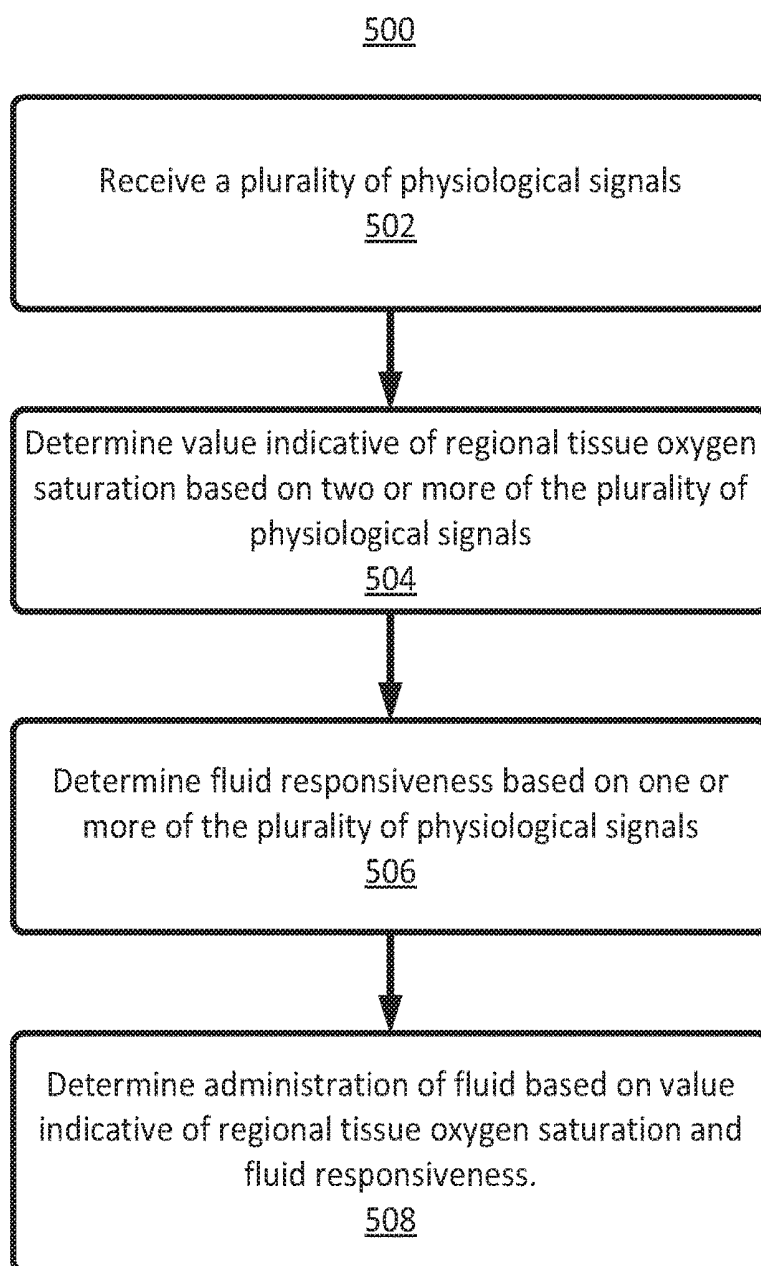 500
Receive a plurality of physiological signals
502
Determine value indicative of regional tissue oxygen
saturation based on two or more of the plurality of
physiological signals
504
Determine fluid responsiveness based on one or
more of the plurality of physiological signals
506
Determine administration of fluid based on value
indicative of regional tissue oxygen saturation and
fluid responsiveness.
508